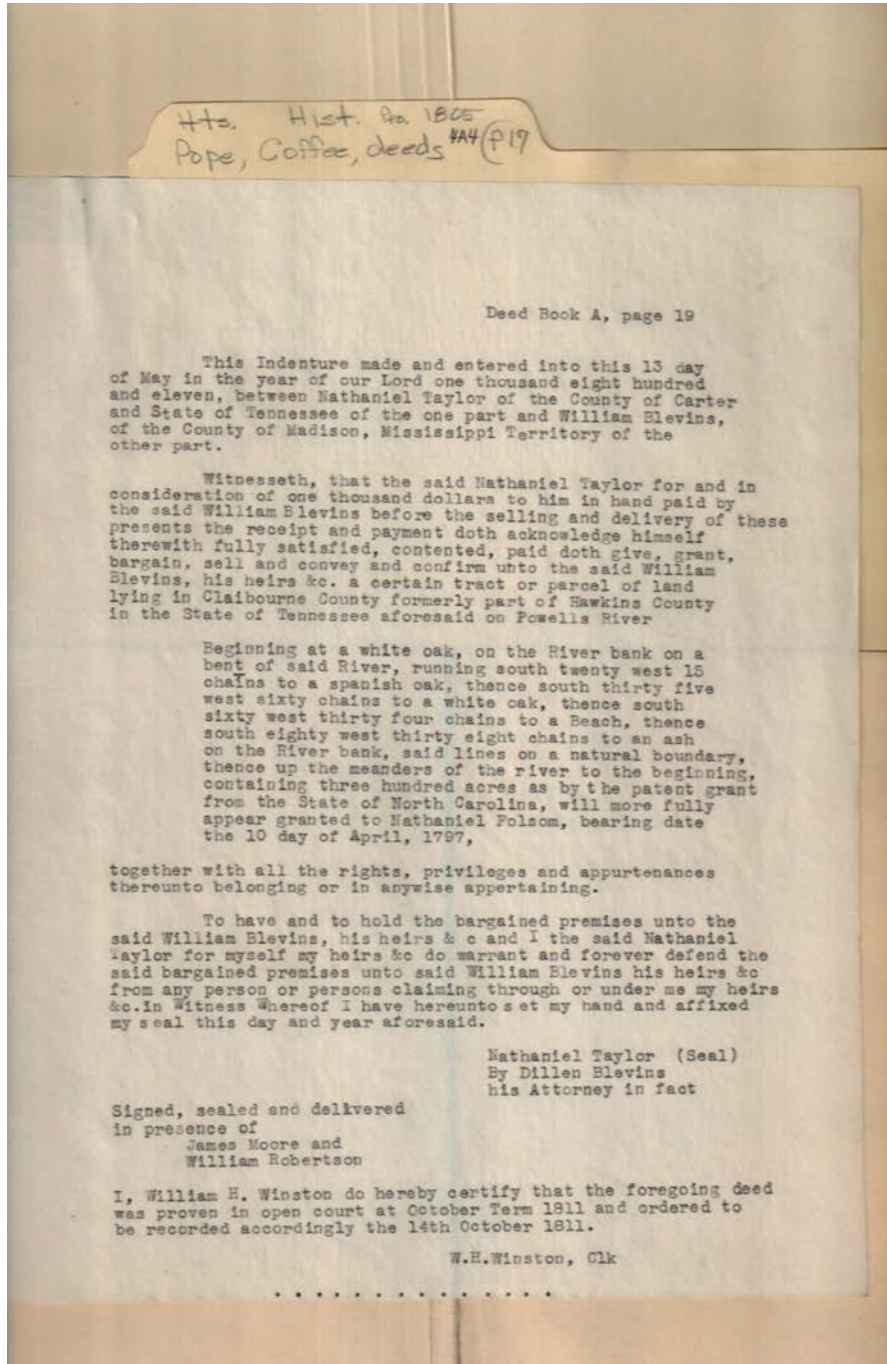 Hts. Hist. Pro. 1805
Pope, Coffee, deeds 4A4 (P19
Deed Book A, page 19
This Indenture made and entered into this 13 day
of May in the year of our Lord one thousand eight hundred
and eleven, between Nathaniel Taylor of the County of Carter
and State of Tennessee of the one part and William Blevins,
of the County of Madison, Mississippi Territory of the
other part.
Witnesseth, that the said Nathaniel Taylor for and in
consideration of one thousand dollars to him in hand paid by
the said William Blevins before the selling and delivery of these
presents the receipt and payment doth acknowledge himself
therewith fully satisfied, contented, paid doth give, grant,
bargain, sell and convey and confirm unto the said William
Blevins, his heirs &c. a certain tract or parcel of land
lying in Claibourne County formerly part of Hawkins County
in the State of Tennessee aforesaid on Powells River
Beginning at a white oak, on the River bank on a
bent of said River, running south twenty west 15
chaIns to a spanish oak, thence south thirty five
west sixty chains to a white oak, thence south
sixty west thirty four chains to a Beach, thence
south eighty west thirty eight chains to an ash
on the River bank, said lines on a natural boundary,
thence up the meanders of the river to the beginning,
containing three hundred acres as by the patent grant
from the State of North Carolina, will more fully
appear granted to Nathaniel Folsom, bearing date
the 10 day of April, 1797,
together with all the rights, privileges and appurtenances
thereunto belonging or in anywise appertaining.
To have and to hold the bargained premises unto the
said William Blevins, his heirs & c and I the said Nathaniel
Taylor for myself my heirs &c do warrant and forever defend the
said bargained premises unto said William Blevins his heirs &c
from any person or persons claiming through or under me my heirs
&c.In Witness Whereof I have hereunto set my hand and affixed
my seal this day and year aforesaid.
Nathaniel Taylor (Seal)
By Dillen Blevins
his Attorney in fact
Signed, sealed and delivered
in presence of
James Moore and
William Robertson
I, William H. Winston do hereby certify that the foregoing deed
was proven in open court at October Term 1811 and ordered to
be recorded accordingly the 14th October 1811.
W.H.Winston, Clk
. . . . . . . . . . . . . . .